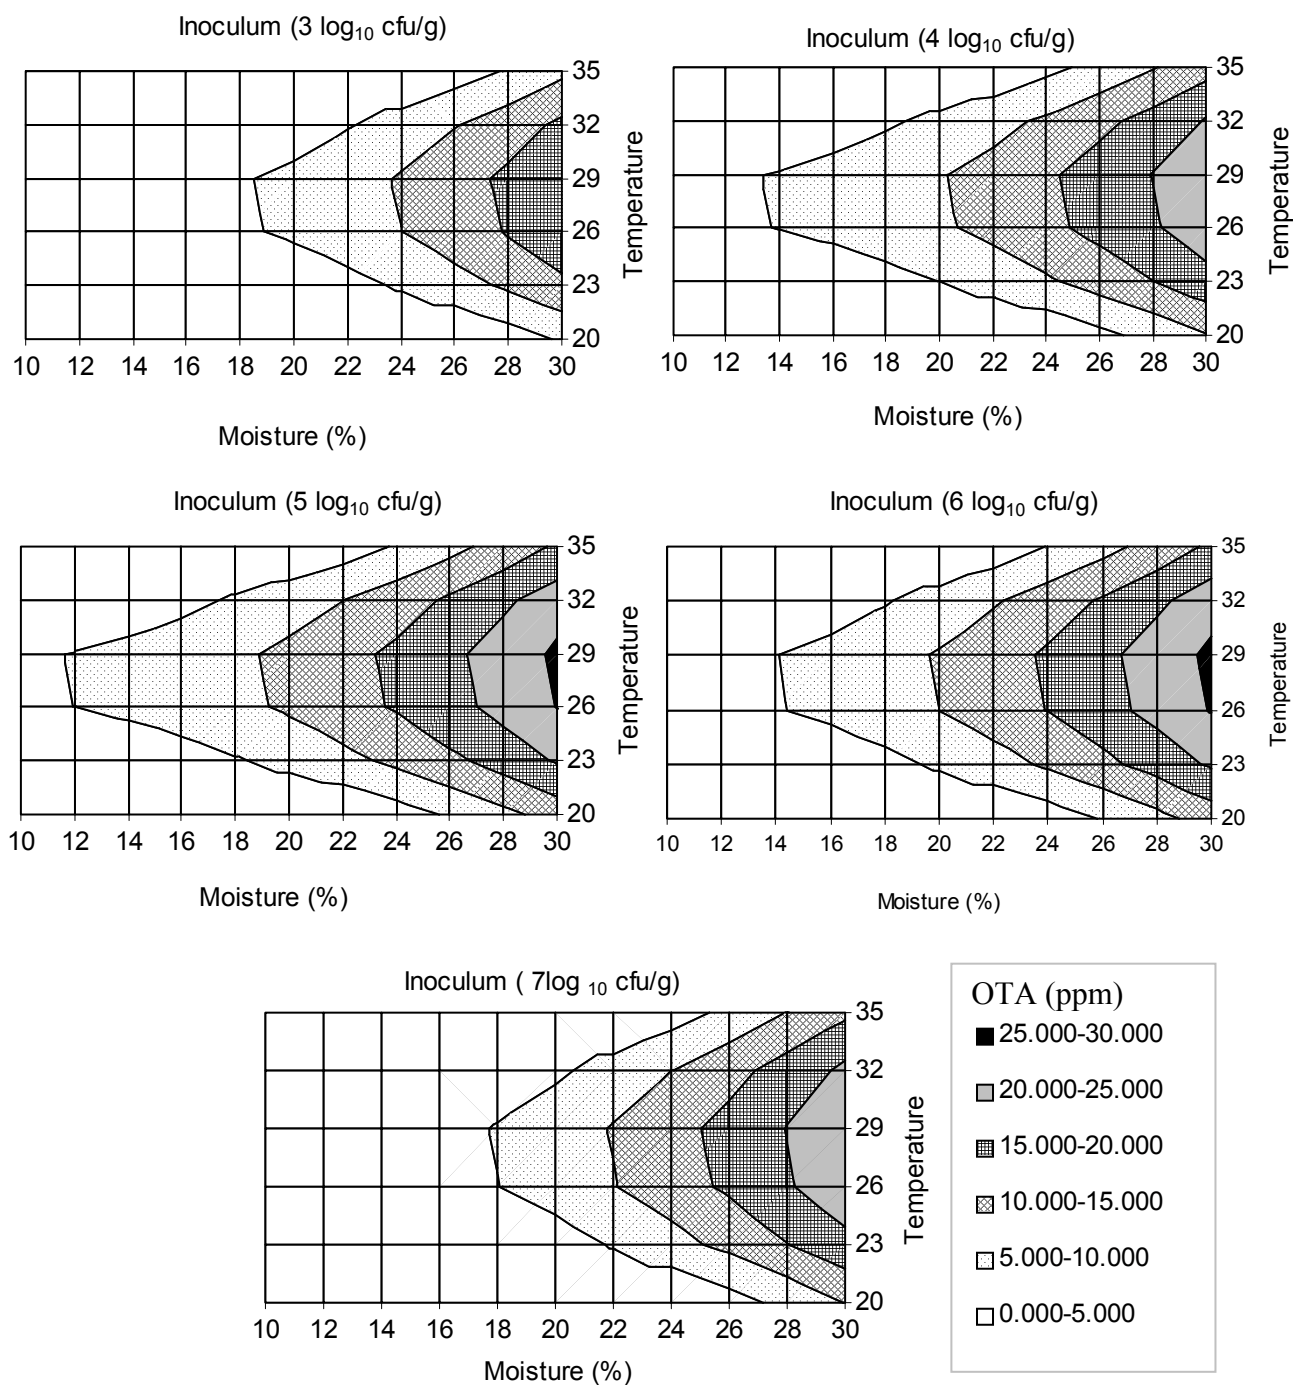 Inoculum (3 log10 cfu/g)
35
32
29
26
23
20
Temperature
10 12 14 16 18 20 22 24 26 28 30
Moisture (%)
Inoculum (4 log10 cfu/g)
35
32
29
26
23
20
Temperature
10 12 14 16 18 20 22 24 26 28 30
Moisture (%)
Inoculum (5 log10 cfu/g)
35
32
29
26
23
20
Temperature
10 12 14 16 18 20 22 24 26 28 30
Moisture (%)
Inoculum (6 log10 cfu/g)
35
32
29
26
23
20
Temperature
10 12 14 16 18 20 22 24 26 28 30
Moisture (%)
Inoculum ( 7log 10 cfu/g)
35
32
29
26
23
20
Temperature
10 12 14 16 18 20 22 24 26 28 30
Moisture (%)
OTA (ppm)
25.000-30.000
20.000-25.000
15.000-20.000
10.000-15.000
5.000-10.000
0.000-5.000